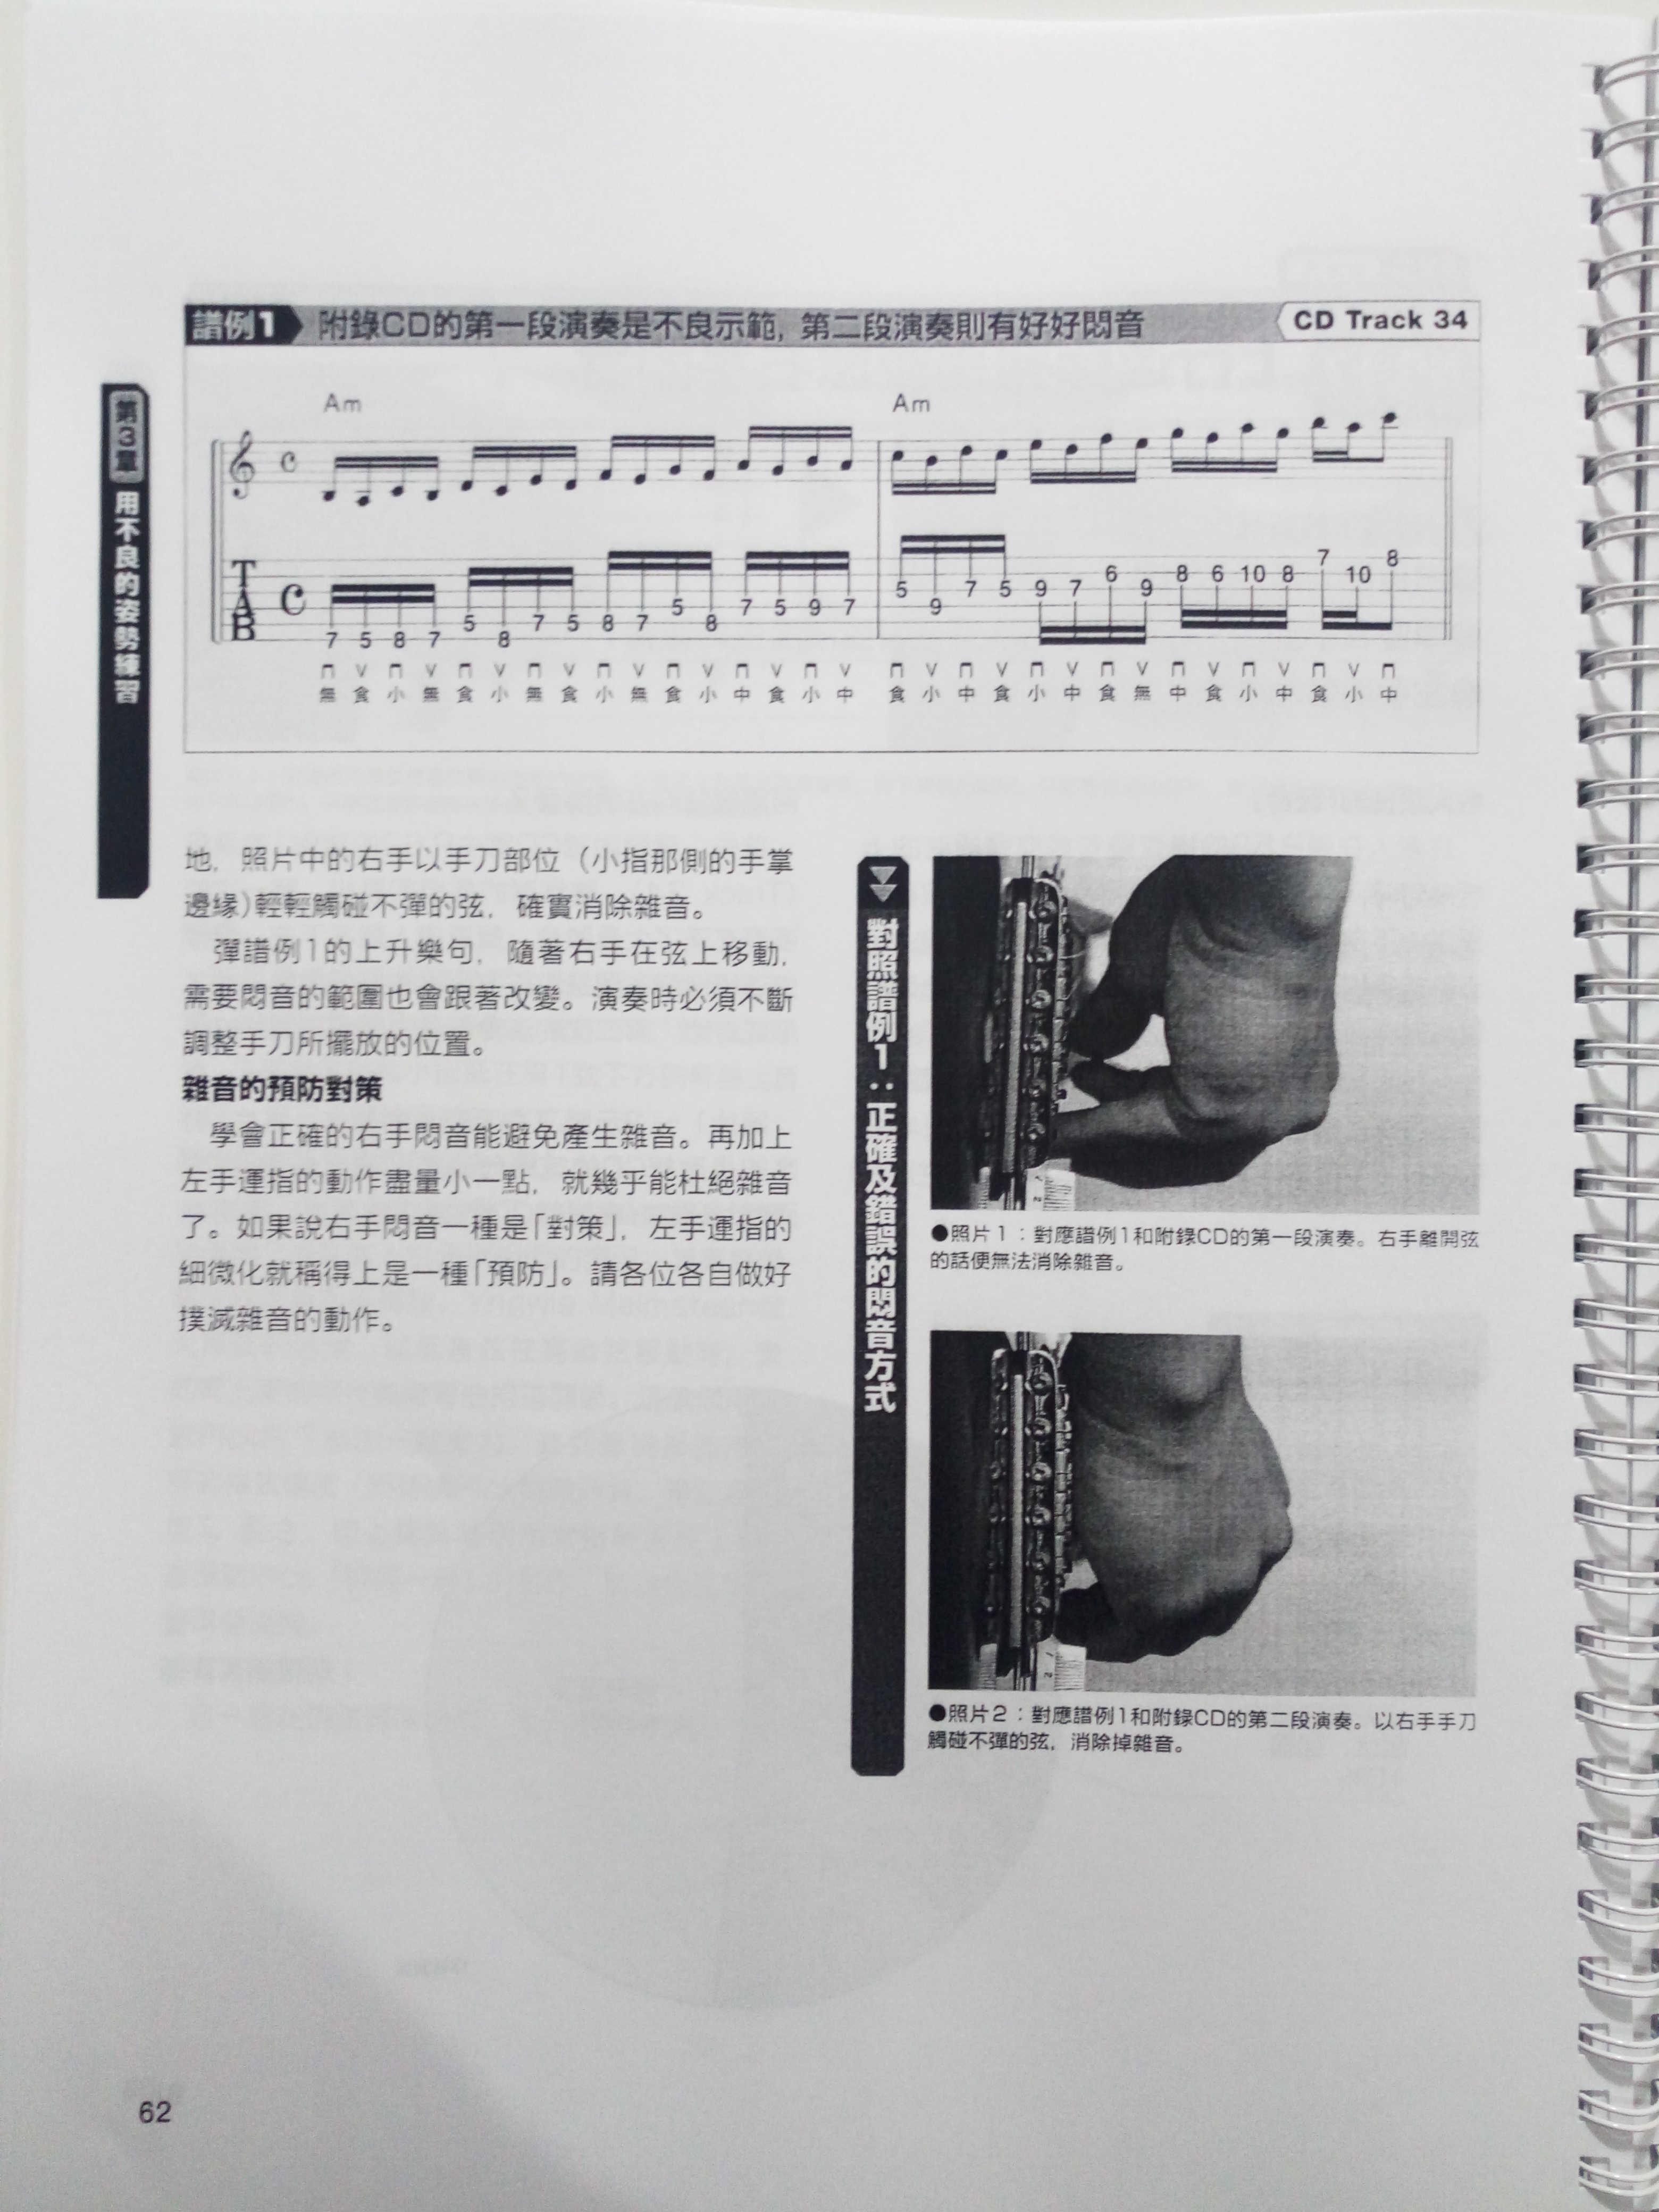 譜例1 附錄CD的第一段演奏是不良示範，第二段演奏則有好好悶音 CD Track 34
第3章 用不良的姿勢練習
Am Am
T
A
B
C
7 5 8 7 5 8 7 5 8 7 5 8 7 5 9 7 5 9 7 5 9 7 6 9 8 6 10 8 7 10 8
無 食 小 無 食 小 無 食 小 無 食 小 中 食 小 中 食 小 中 食 小 中 食 無 中 食 小 中 食 小 中
地，照片中的右手以手刀部位（小指那側的手掌
邊緣）輕輕觸碰不彈的弦，確實消除雜音。
彈譜例1的上升樂句，隨著右手在弦上移動，
需要悶音的範圍也會跟著改變。演奏時必須不斷
調整手刀所擺放的位置。
雜音的預防對策
學會正確的右手悶音能避免產生雜音。再加上
左手運指的動作盡量小一點，就幾乎能杜絕雜音
了。如果說右手悶音一種是「對策」，左手運指的
細微化就稱得上是一種「預防」。請各位各自做好
撲滅雜音的動作。
對照譜例1：正確及錯誤的悶音方式
●照片1：對應譜例1和附錄CD的第一段演奏。右手離開弦
的話便無法消除雜音。
●照片2：對應譜例1和附錄CD的第二段演奏。以右手手刀
觸碰不彈的弦，消除掉雜音。
62